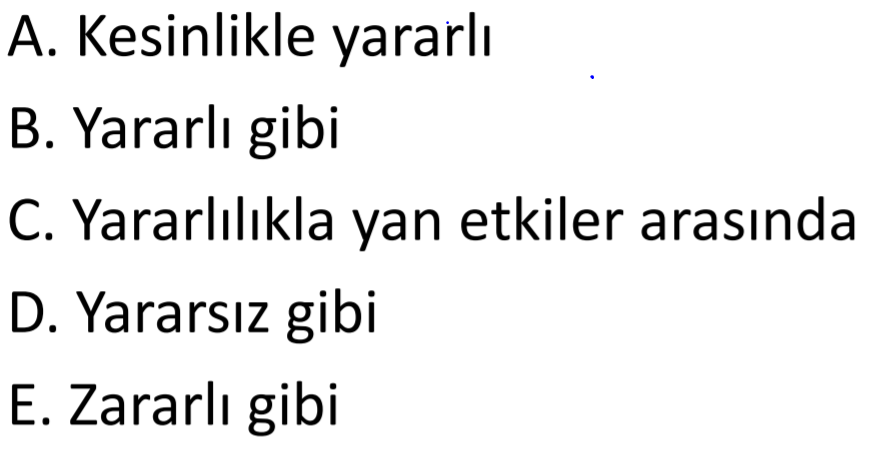 A. Kesinlikle yararlı
B. Yararlı gibi
C. Yararlılıkla yan etkiler arasında
D. Yararsız gibi
E. Zararlı gibi